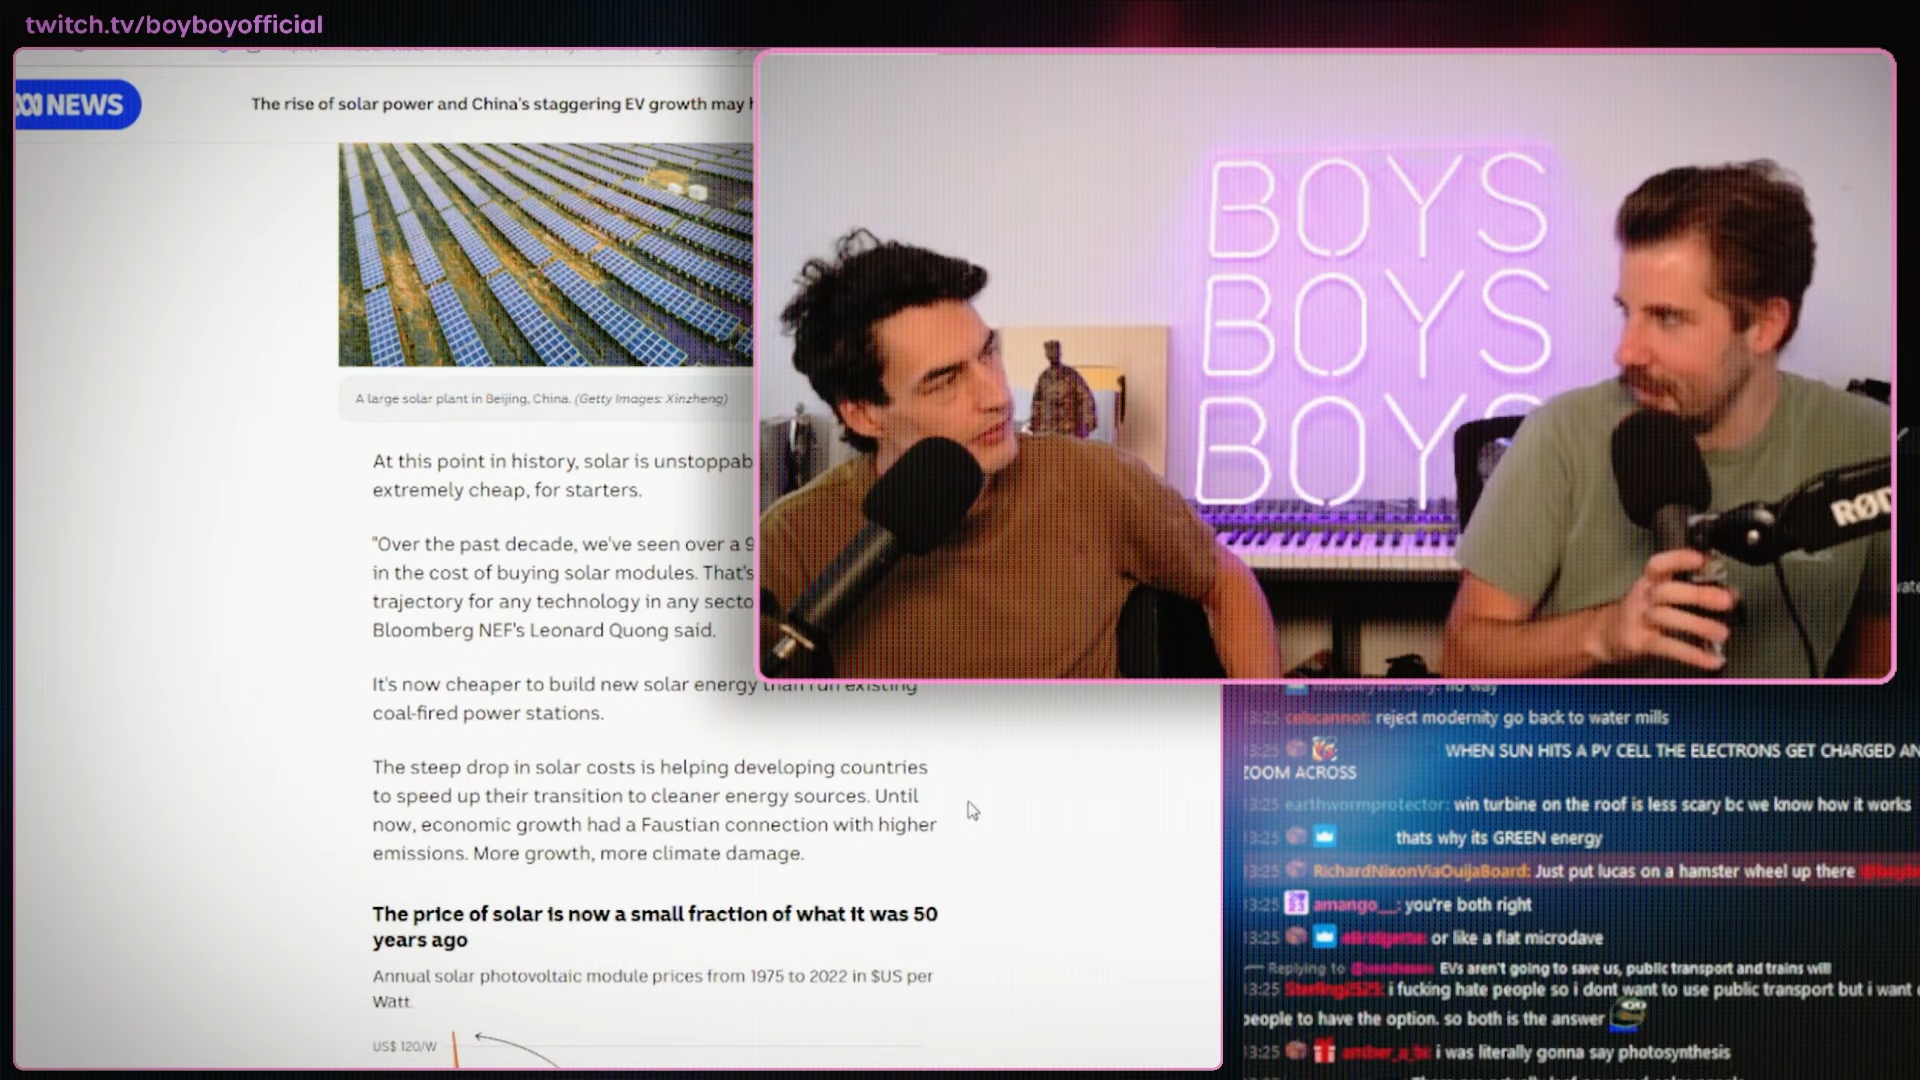 twitch.tv/boyboyofficial
NEWS
The rise of solar power and China's staggering EV growth may
A large solar plant in Beijing, China. (Getty Images: Xinzheng)
At this point in history, solar is
extremely cheap, for starters.
"Over the past decade, we've seen over a
in the cost of buying solar modules. That's
trajectory for any technology in any
Bloomberg NEF's Leonard Quong said.
It's now cheaper to build new solar energy than run existing
coal-fired power stations.
The steep drop in solar costs is helping developing countries
to speed up their transition to cleaner energy sources. Until
now, economic growth had a Faustian connection with higher
emissions. More growth, more climate damage.
The price of solar is now a small fraction of what it was 50
years ago
Annual solar photovoltaic module prices from 1975 to 2022 in $US per
Watt.
US$ 120/W
BOYS
BOYS
BOY
RØD
no way
celscannot: reject modernity go back to water mills
WHEN SUN HITS A PV CELL THE ELECTRONS GET CHARGED AN
ZOOM ACROSS
earthwormprotector: win turbine on the roof is less scary bc we know how it works
thats why its GREEN energy
RichardNixonViaOuijaBoard: Just put lucas on a hamster wheel up there
amango__: you're both right
or like a flat microdave
Replying to EVs aren't going to save us, public transport and trains will
i fucking hate people so i dont want to use public transport but i want
people to have the option. so both is the answer
i was literally gonna say photosynthesis